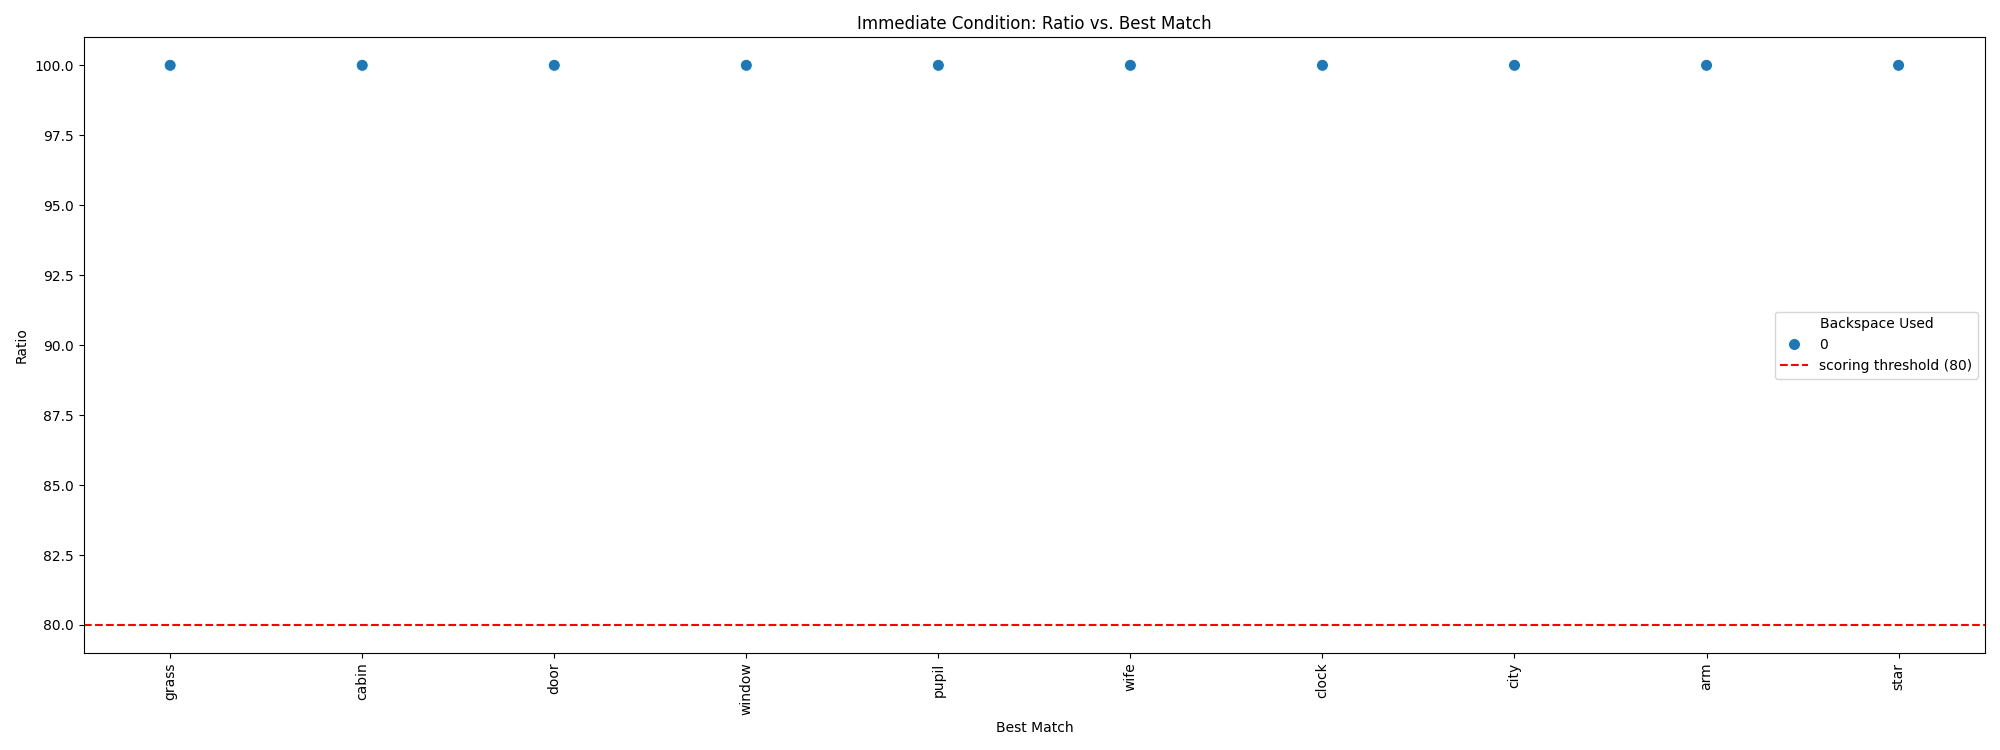 Immediate Condition: Ratio vs. Best Match
100.0
97.5
95.0
92.5
90.0
87.5
85.0
82.5
80.0
Ratio
Backspace Used
0
scoring threshold (80)
grass
cabin
door
window
pupil
wife
clock
city
arm
star
Best Match